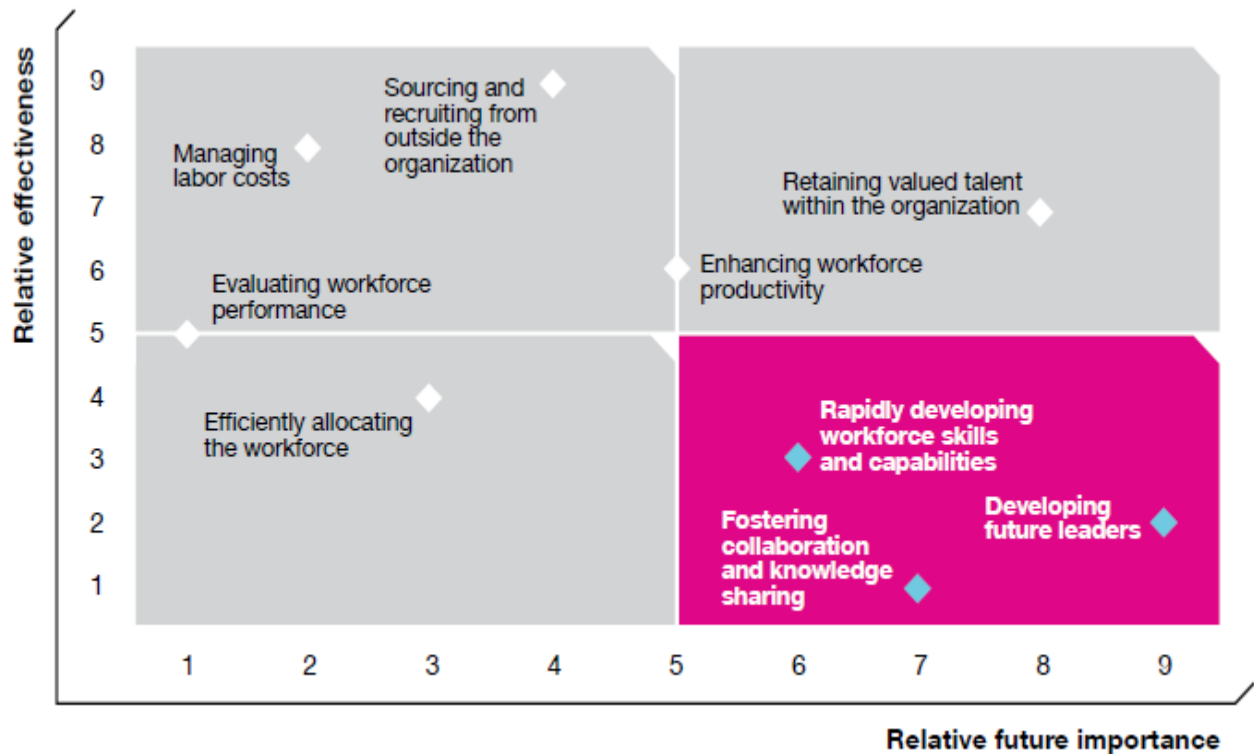 Relative effectiveness
9
8
7
6
5
4
3
2
1
Sourcing and
recruiting from
outside the
organization
Managing
labor costs
Retaining valued talent
within the organization
Enhancing workforce
productivity
Evaluating workforce
performance
Efficiently allocating
the workforce
Rapidly developing
workforce skills
and capabilities
Developing
future leaders
Fostering
collaboration
and knowledge
sharing
1 2 3 4 5 6 7 8 9
Relative future importance